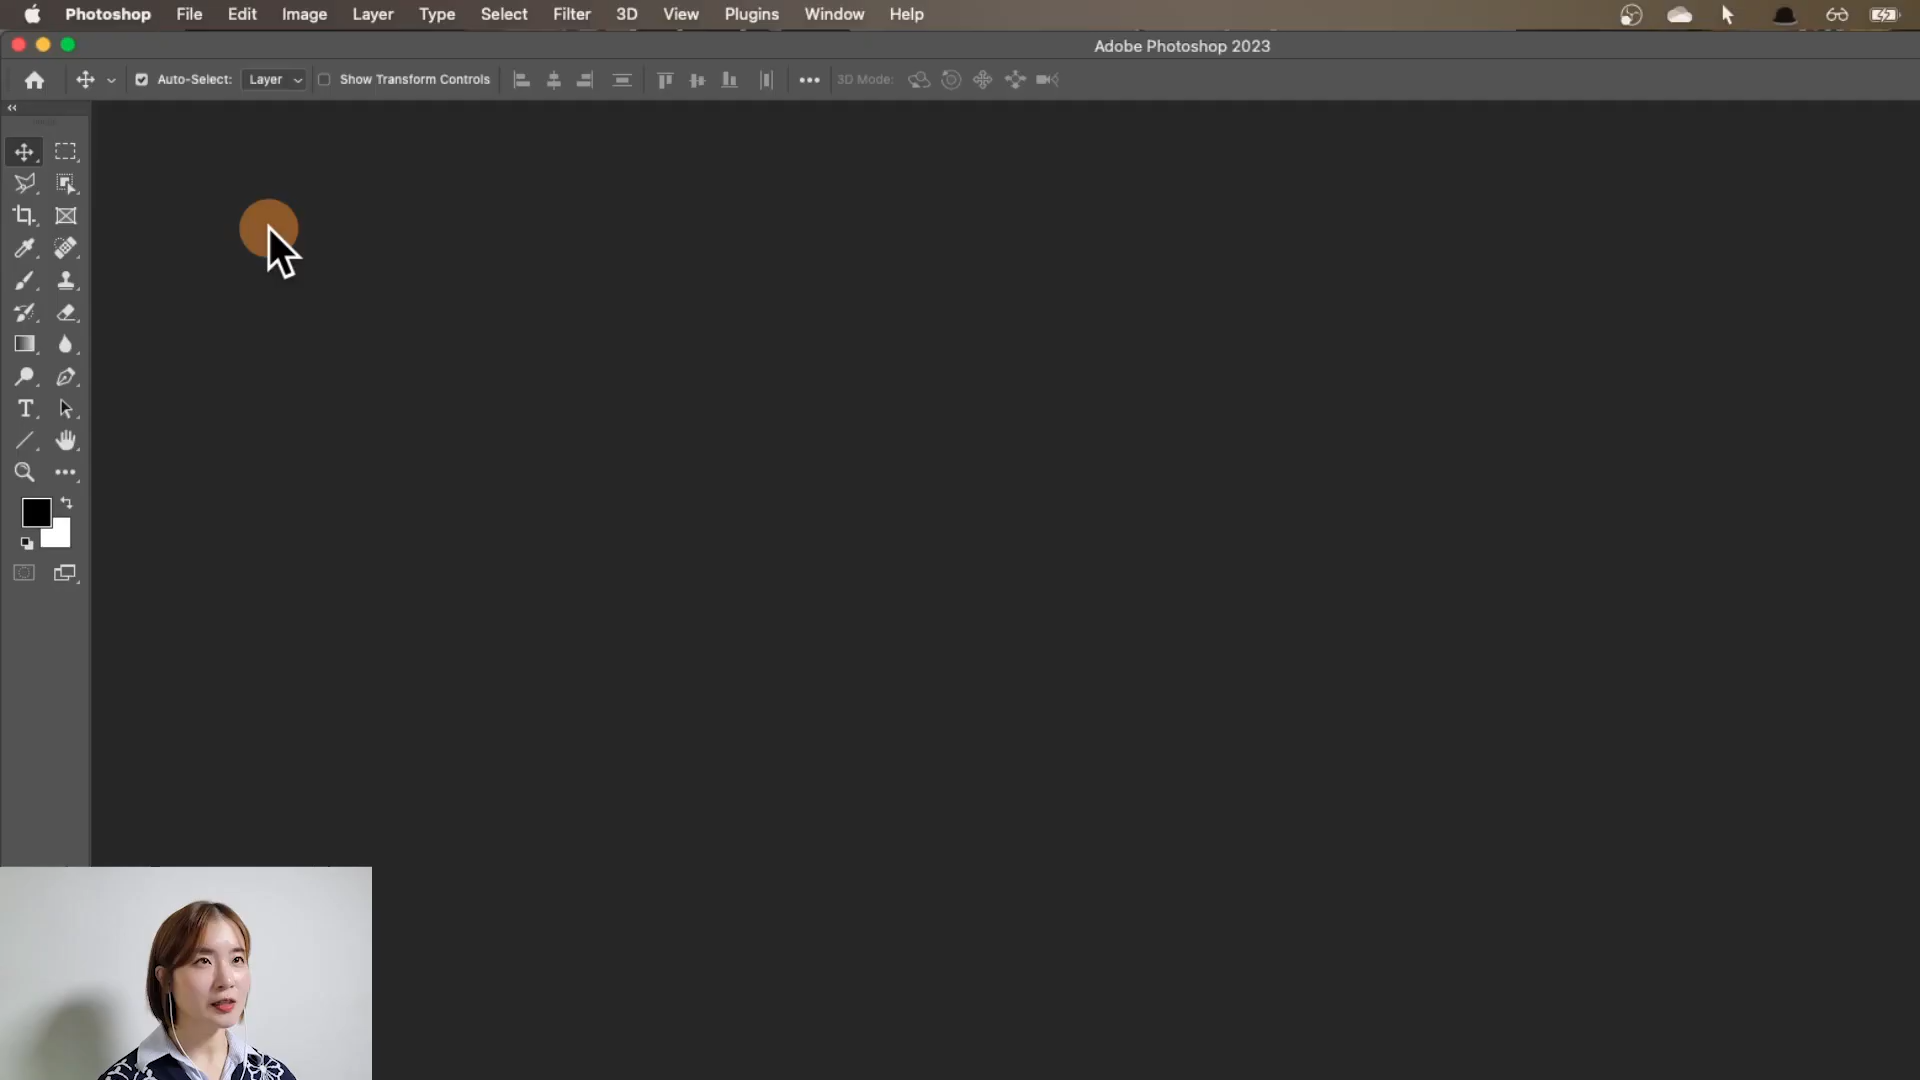 Photoshop File Edit Image Layer Type Select Filter 3D View Plugins Window Help
Adobe Photoshop 2023
Auto-Select: Layer Show Transform Controls 3D Mode: